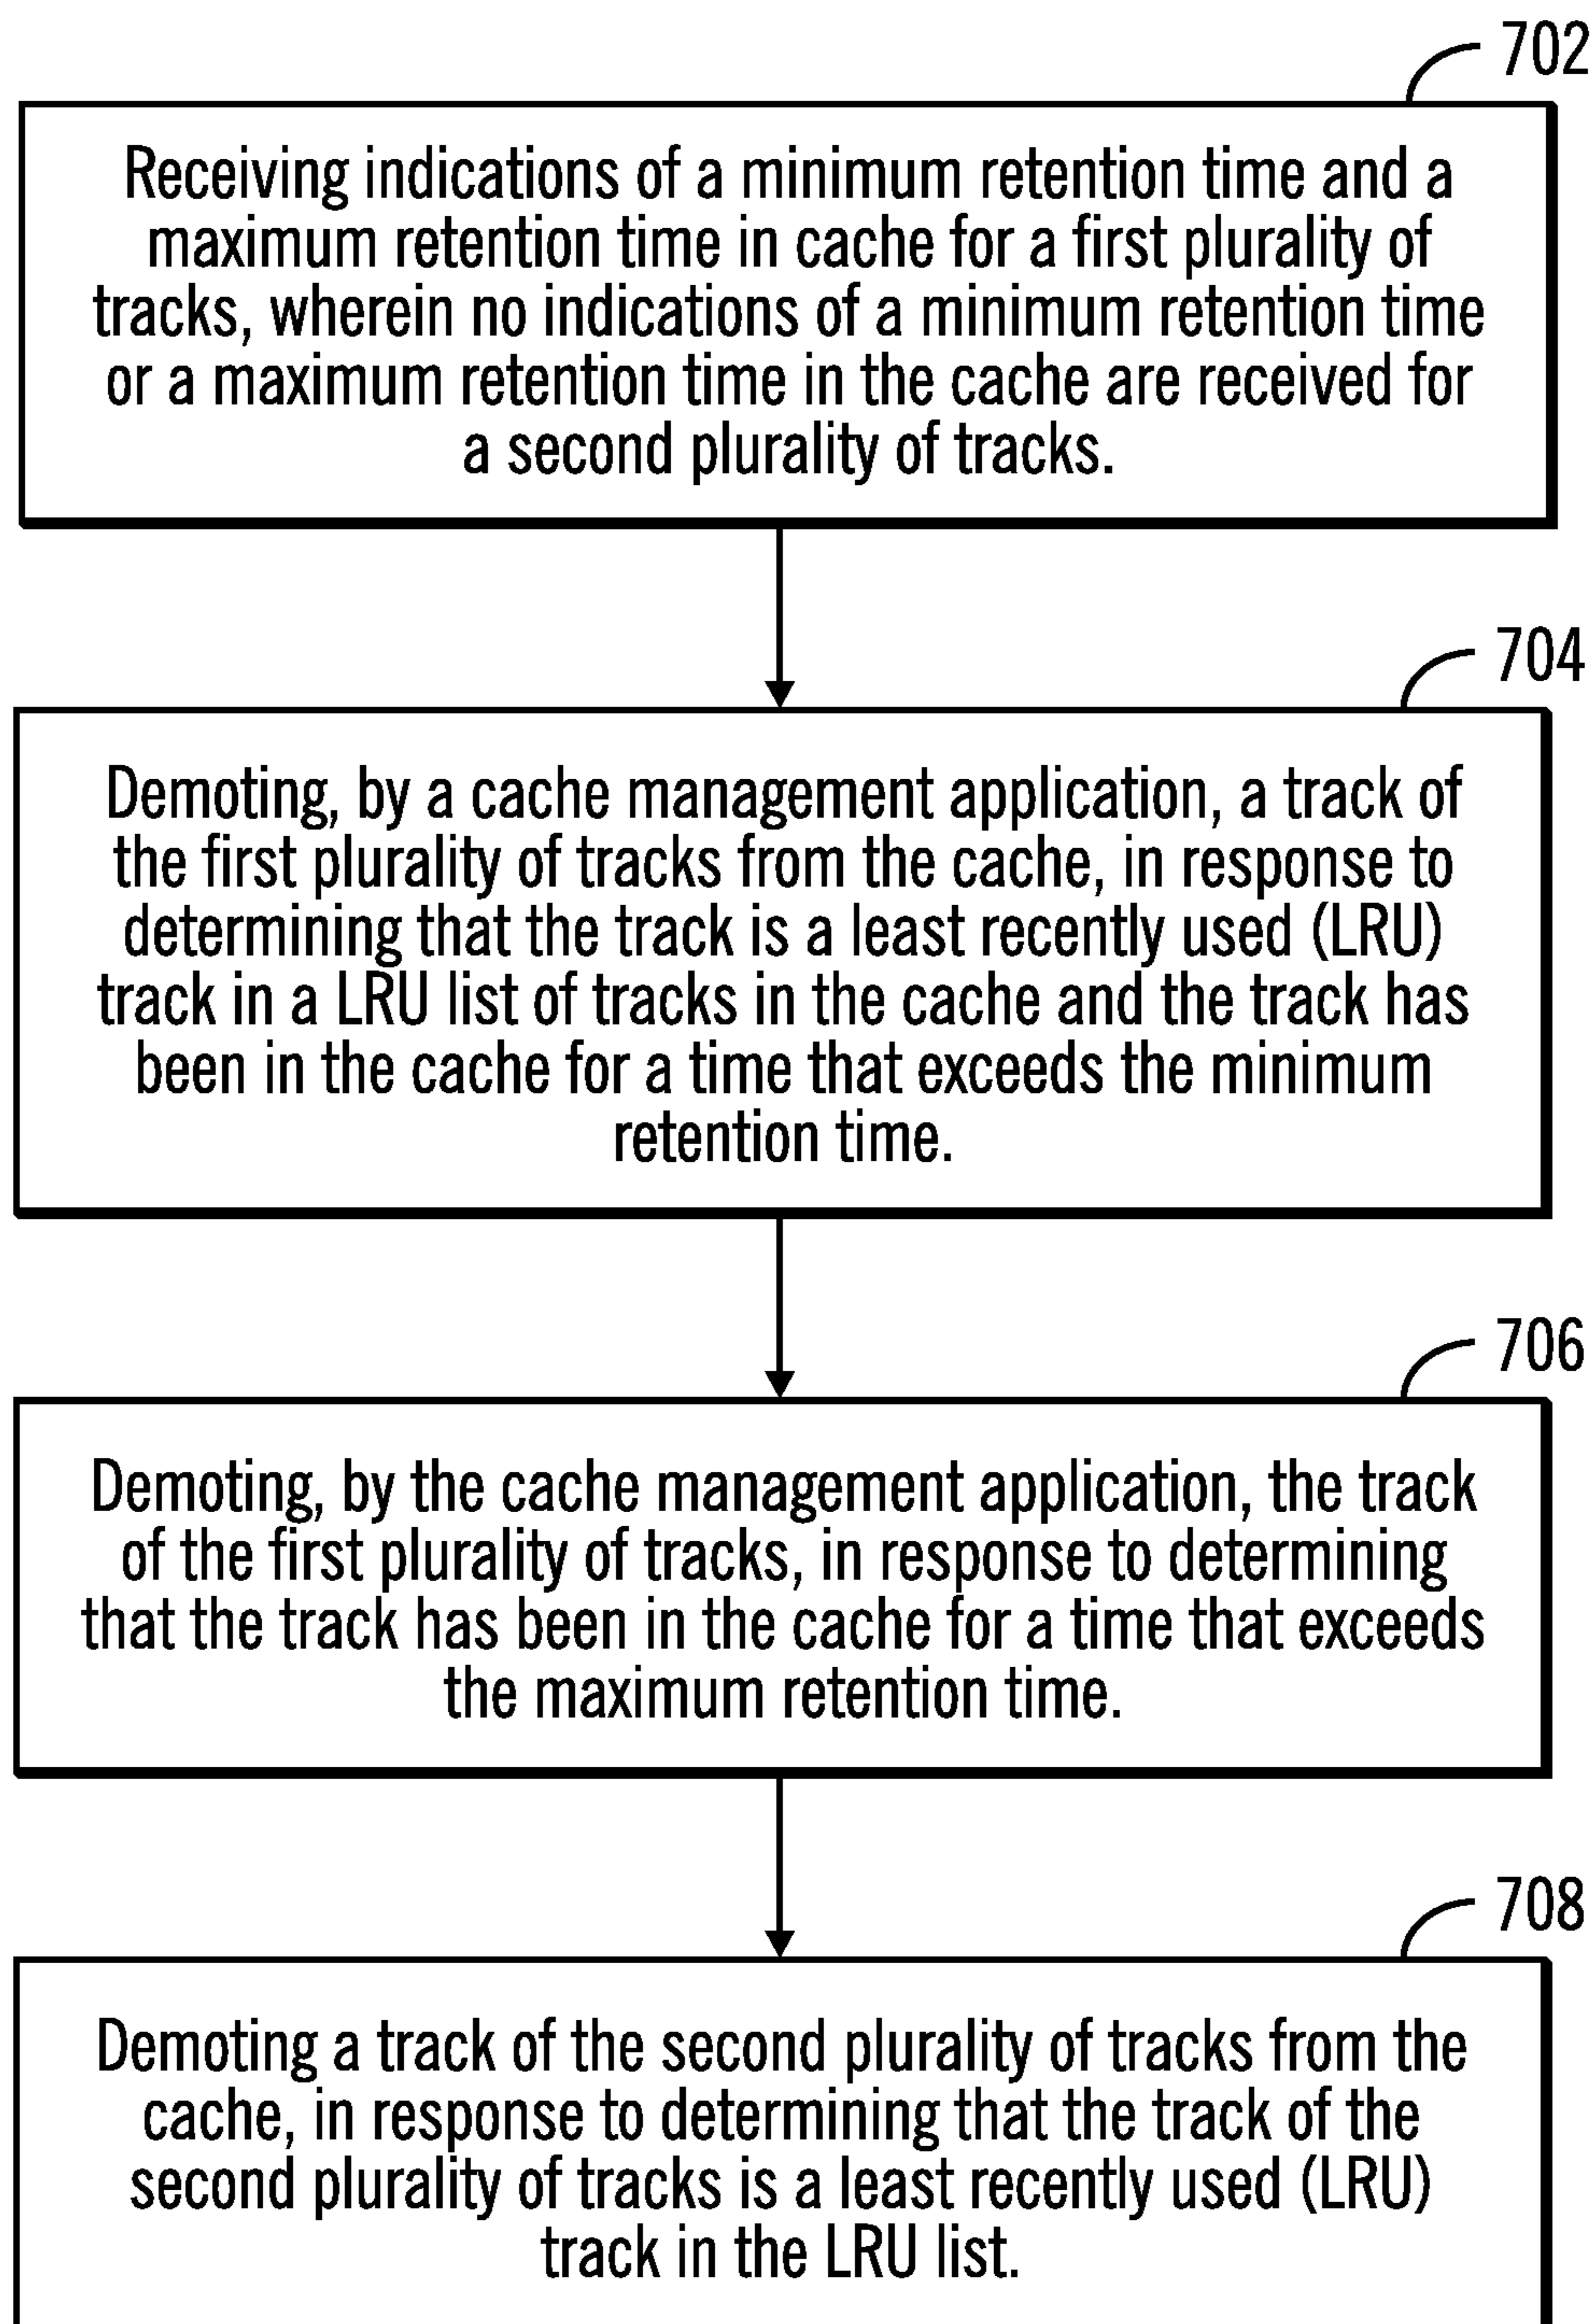 702
Receiving indications of a minimum retention time and a
maximum retention time in cache for a first plurality of
tracks, wherein no indications of a minimum retention time
or a maximum retention time in the cache are received for
a second plurality of tracks.
704
Demoting, by a cache management application, a track of
the first plurality of tracks from the cache, in response to
determining that the track is a least recently used (LRU)
track in a LRU list of tracks in the cache and the track has
been in the cache for a time that exceeds the minimum
retention time.
706
Demoting, by the cache management application, the track
of the first plurality of tracks, in response to determining
that the track has been in the cache for a time that exceeds
the maximum retention time.
708
Demoting a track of the second plurality of tracks from the
cache, in response to determining that the track of the
second plurality of tracks is a least recently used (LRU)
track in the LRU list.